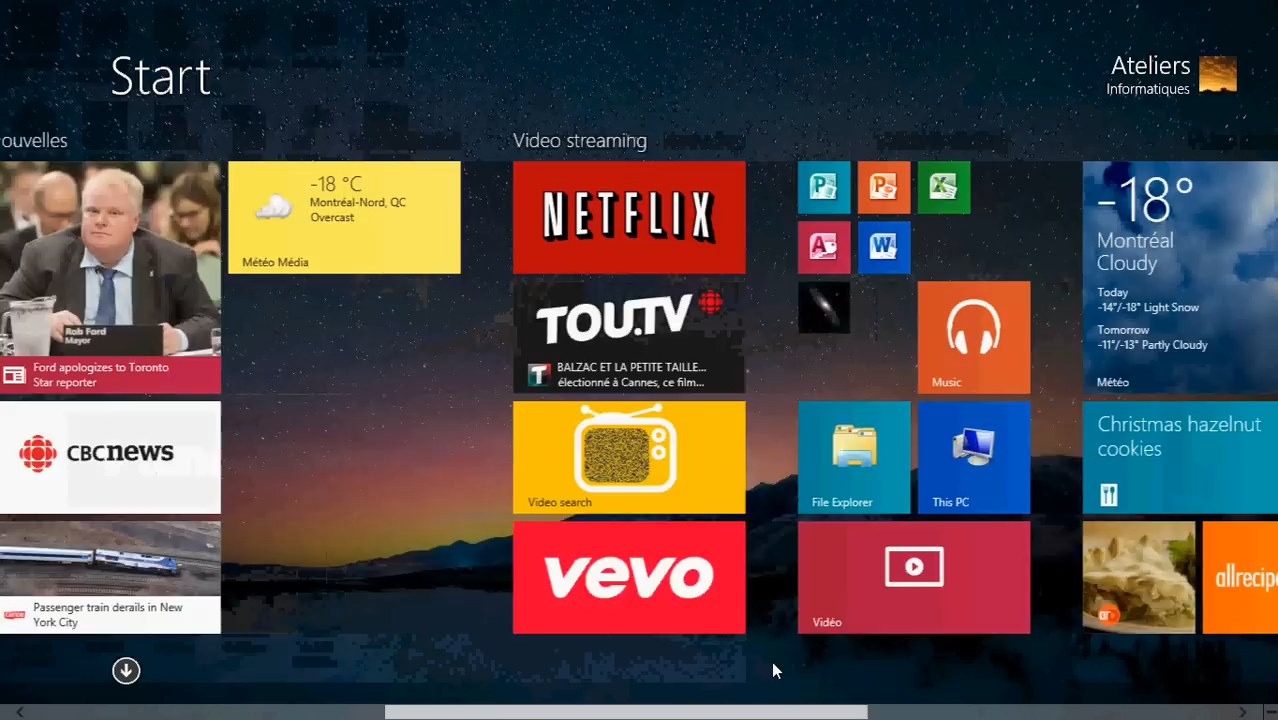 Start
Ateliers
Informatiques
ouvelles
Video streaming
Rob Ford
Mayor
Ford apologizes to Toronto
Star reporter
-18 °C
Montréal-Nord, QC
Overcast
Météo Média
NETFLIX
TOU.TV
T
BALZAC ET LA PETITE TAILLE...
électionné à Cannes, ce film...
P
P
X
A
W
Music
-18°
Montréal
Cloudy
Today
-14°/-18° Light Snow
Tomorrow
-11°/-13° Partly Cloudy
Météo
CBCnews
Video search
File Explorer
This PC
Christmas hazelnut
cookies
Passenger train derails in New
York City
vevo
Vidéo
allrecipe